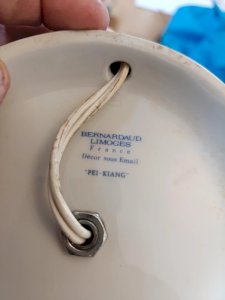 BERNARDAUD
LIMOGES
France
Décor sous Email
"PEI-KIANG"